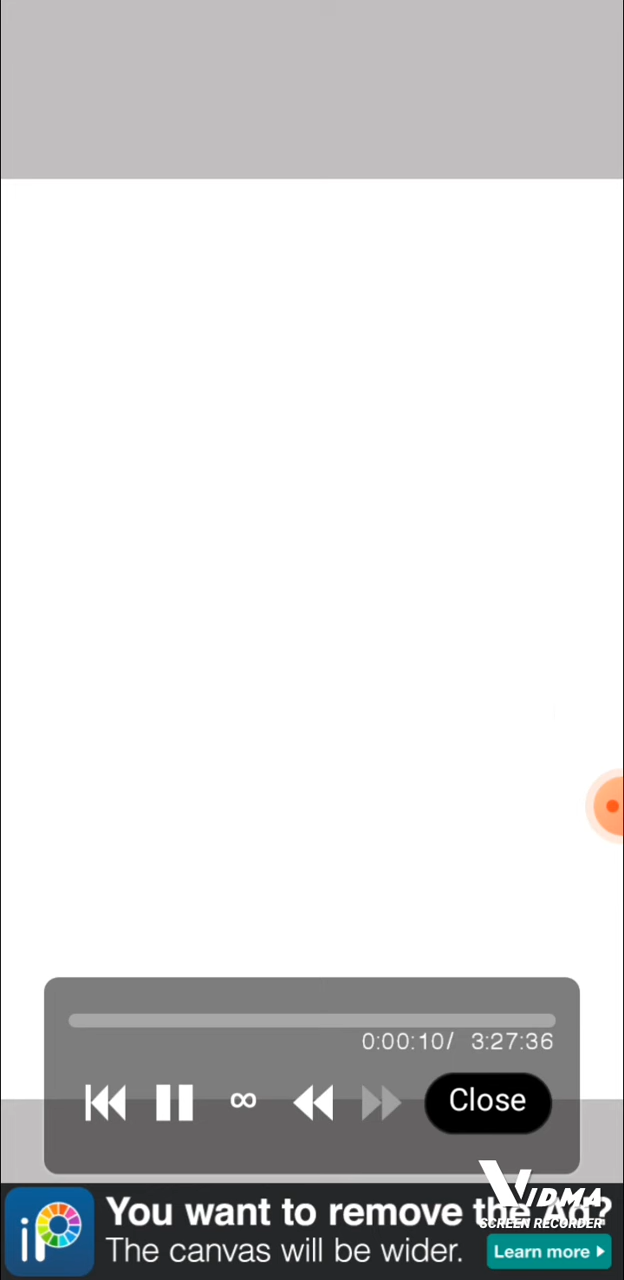 0:00:10/ 3:27:36
∞
Close
iP
You want to remove the Ad?
The canvas will be wider.
Learn more
VIDMA
SCREEN RECORDER